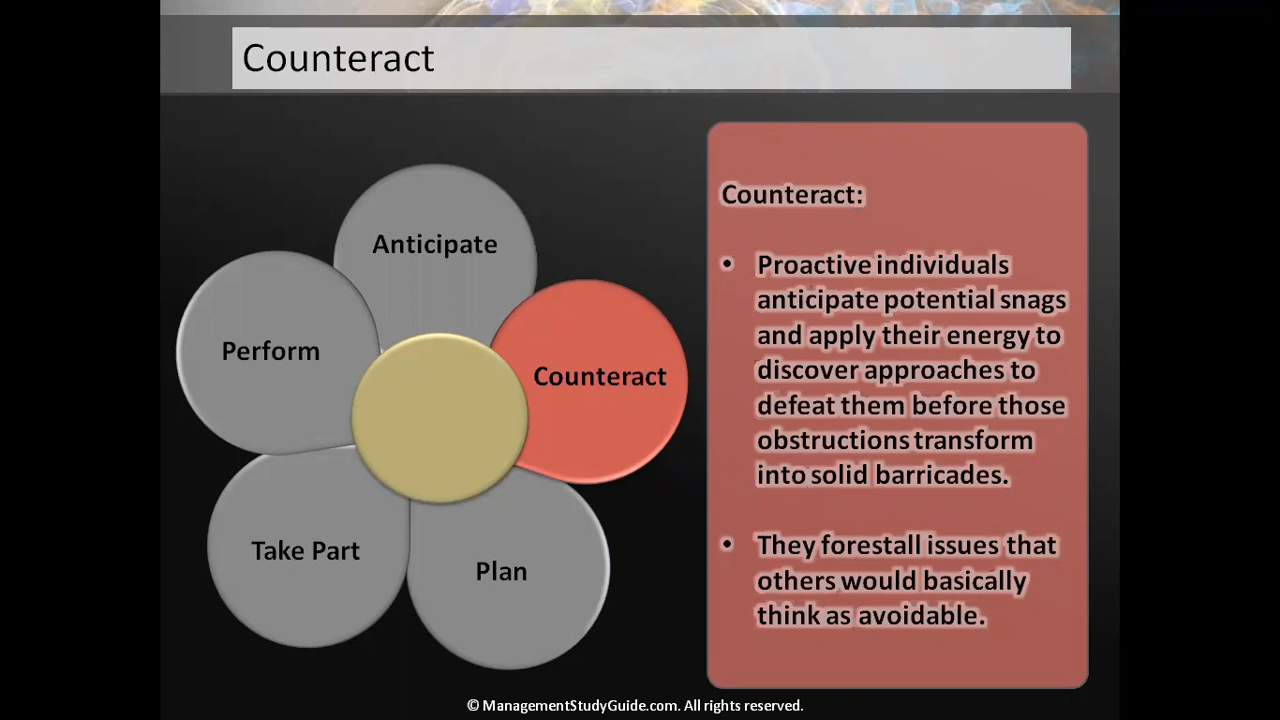 Counteract
Anticipate
Counteract
Perform
Take Part
Plan
Counteract:
• Proactive individuals
anticipate potential snags
and apply their energy to
discover approaches to
defeat them before those
obstructions transform
into solid barricades.
• They forestall issues that
others would basically
think as avoidable.
© ManagementStudyGuide.com. All rights reserved.